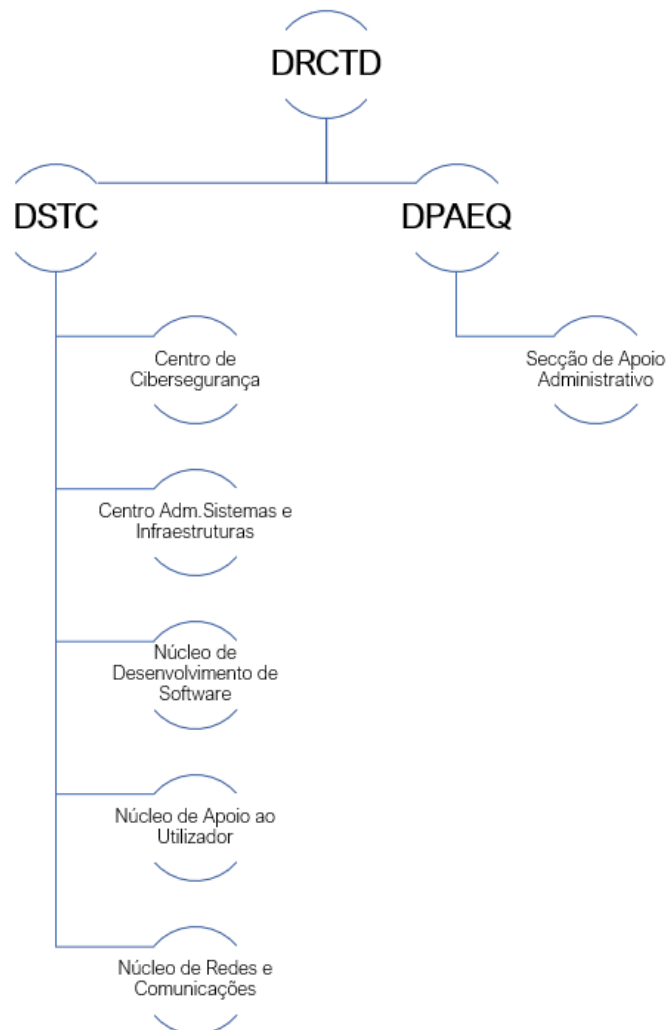 DRCTD
DSTC
DPAEQ
Centro de
Cibersegurança
Secção de Apoio
Administrativo
Centro Adm.Sistemas e
Infraestruturas
Núcleo de
Desenvolvimento de
Software
Núcleo de Apoio ao
Utilizador
Núcleo de Redes e
Comunicações